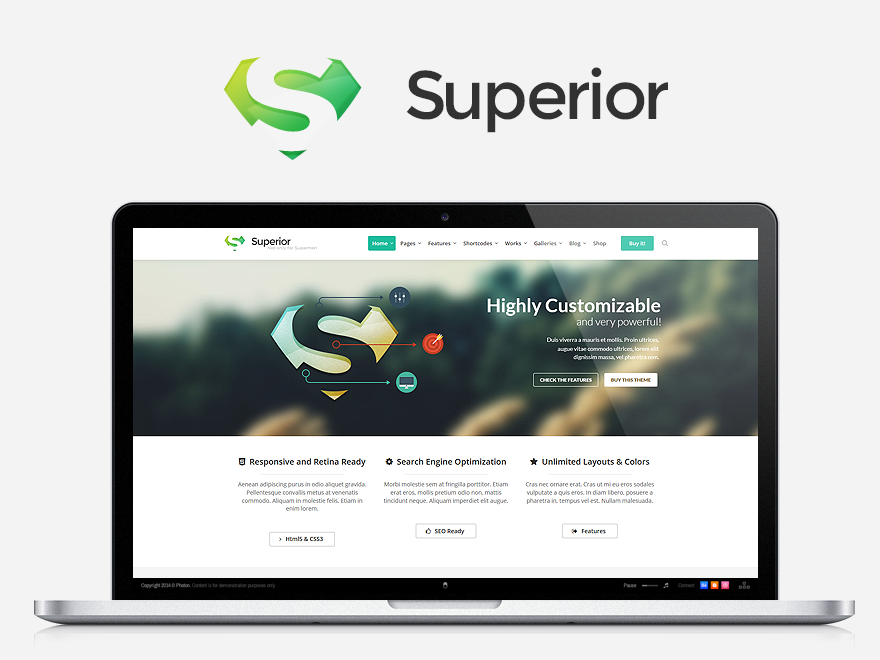 Superior
Superior
Home Pages Features Shortcodes Works Galleries Blog Shop Buy it!
Highly Customizable
and very powerful!
Duis viverra a mauris et mollis. Proin ultrices,
augue vitae commodo ultrices, lorem elit
dignissim massa, vel pharetra sem.
CHECK THE FEATURES BUY THIS THEME
Responsive and Retina Ready
Aenean adipiscing purus in odio aliquet gravida.
Pellentesque convallis metus at venenatis
commodo. Aliquam in molestie felis. Etiam in
enim lorem.
Html5 & CSS3
Search Engine Optimization
Morbi molestie sem at fringilla porttitor. Etiam
erat eros, mollis pretium odio non, mattis
tincidunt neque. Aliquam imperdiet elit augue.
SEO Ready
Unlimited Layouts & Colors
Cras nec ornare erat. Cras ut mi eu eros sodales
vulputate a quis eros. In diam libero, posuere a
pharetra in, tempus vel est. Nullam malesuada.
Features
Copyright 2014 © Photon. Content for demonstration purposes only
Pause Connect